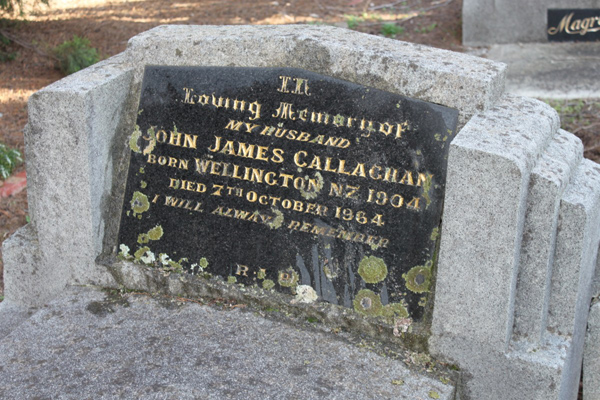 In
Loving Memory of
MY HUSBAND
JOHN JAMES CALLAGHAN
BORN WELLINGTON NZ 1904
DIED 7TH OCTOBER 1964
I WILL ALWAYS REMEMBER
R I P